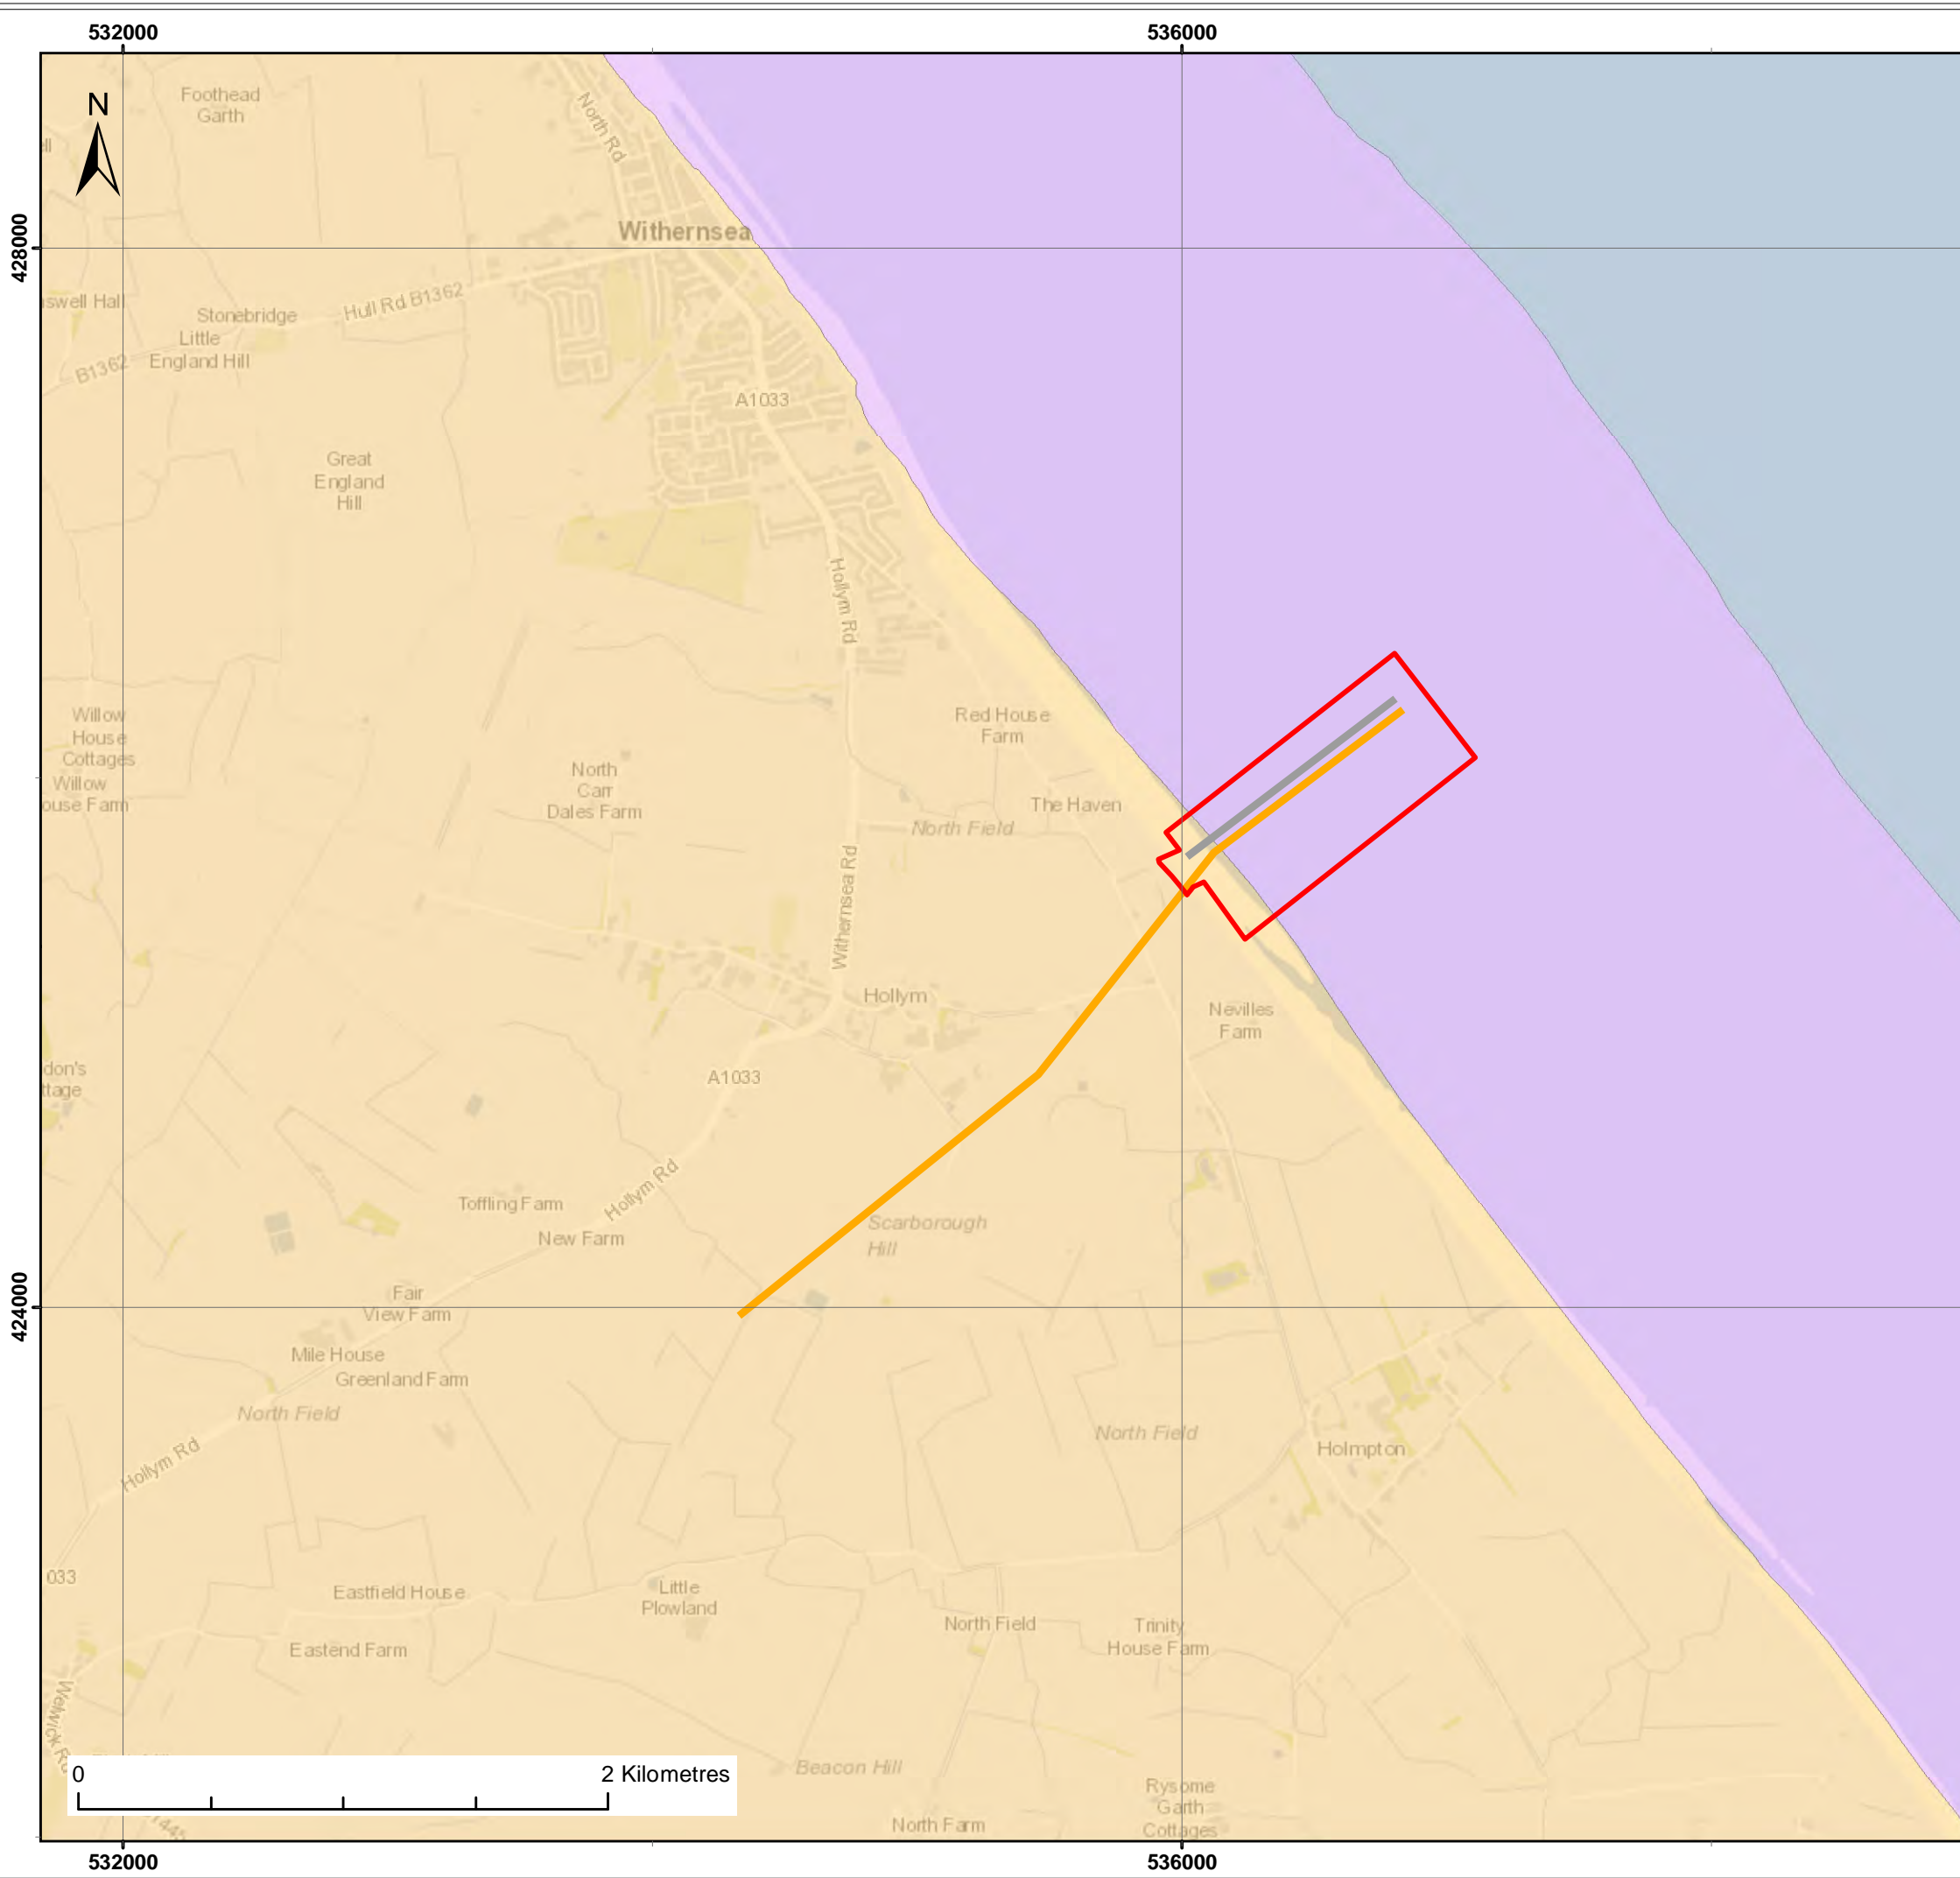 532000
536000
N
Foothead
Garth
North Rd
428000
Withernsea
swell Hall
Stonebridge
Hull Rd B1362
Little
England Hill
B1362
A1033
Great
England
Hill
Hollym Rd
Willow
House
Cottages
Willow
ouse Farm
Red House
Farm
North
Carr
Dales Farm
The Haven
North Field
Withernsea Rd
Hollym
Nevilles
Farm
don's
ttage
A1033
Hollym Rd
Toffling Farm
New Farm
Scarborough
Hill
424000
Fair
View Farm
Mile House
Greenland Farm
North Field
North Field
Holmpton
Hollym Rd
033
Eastfield House
Little
Plowland
North Field
Trinity
House Farm
Eastend Farm
Welwick Rd
0
2 Kilometres
Beacon Hill
Rysome
Garth
Cottages
North Farm
1445
532000
536000